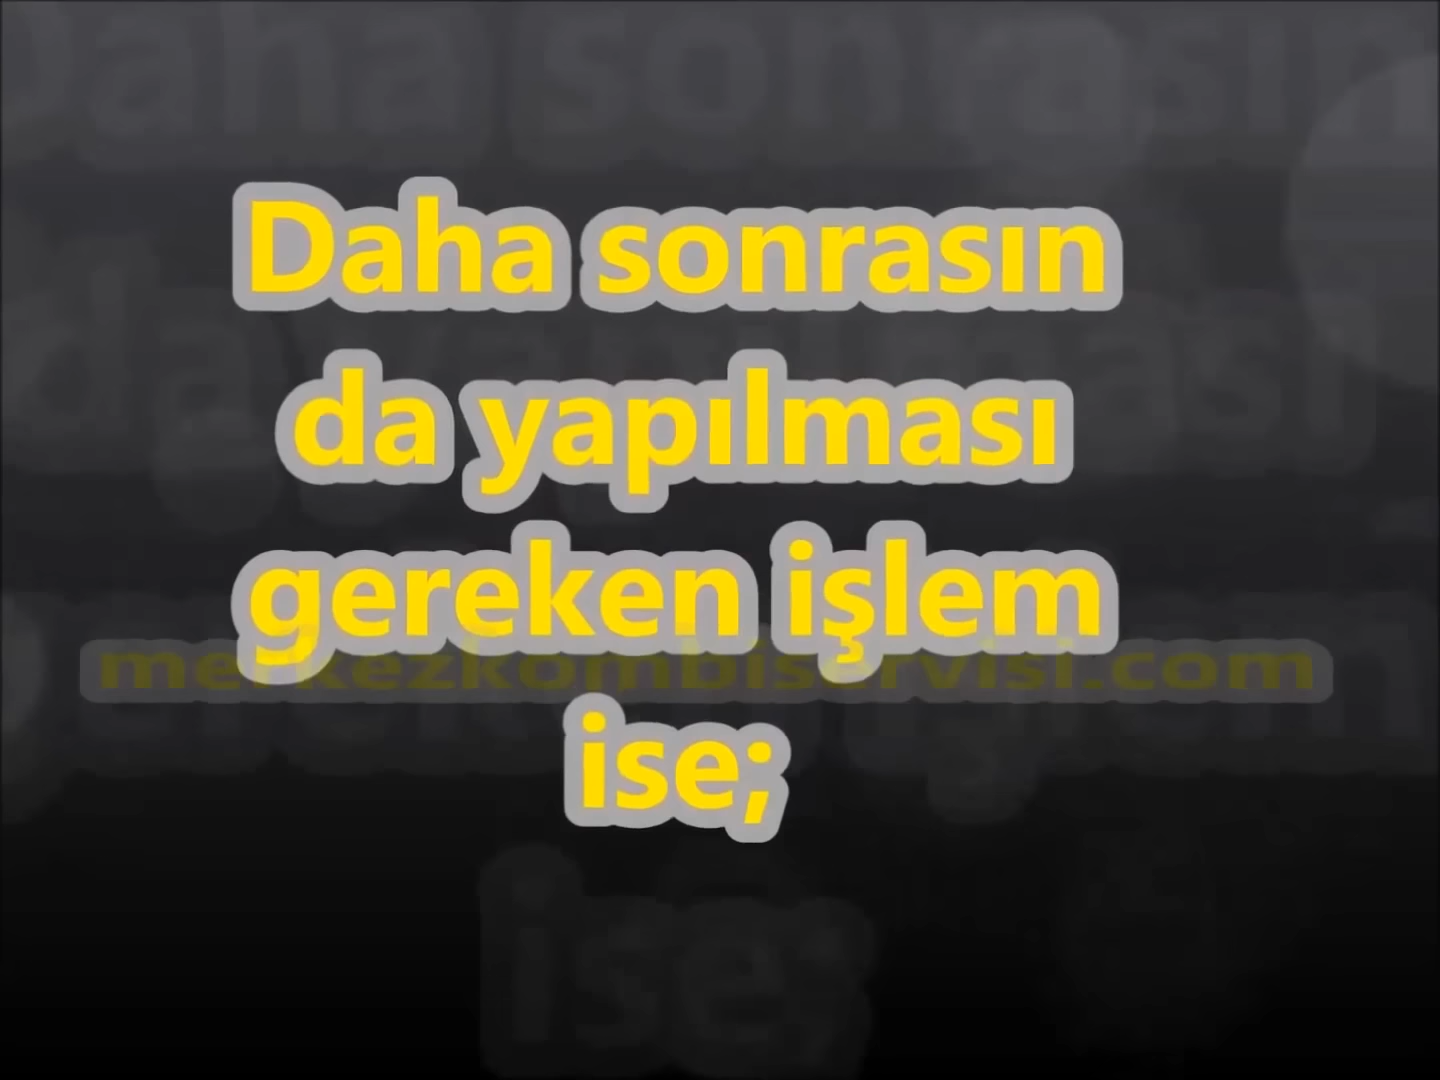 Daha sonrasın
da yapılması
gereken işlem
merkezkombiservisi.com
ise;